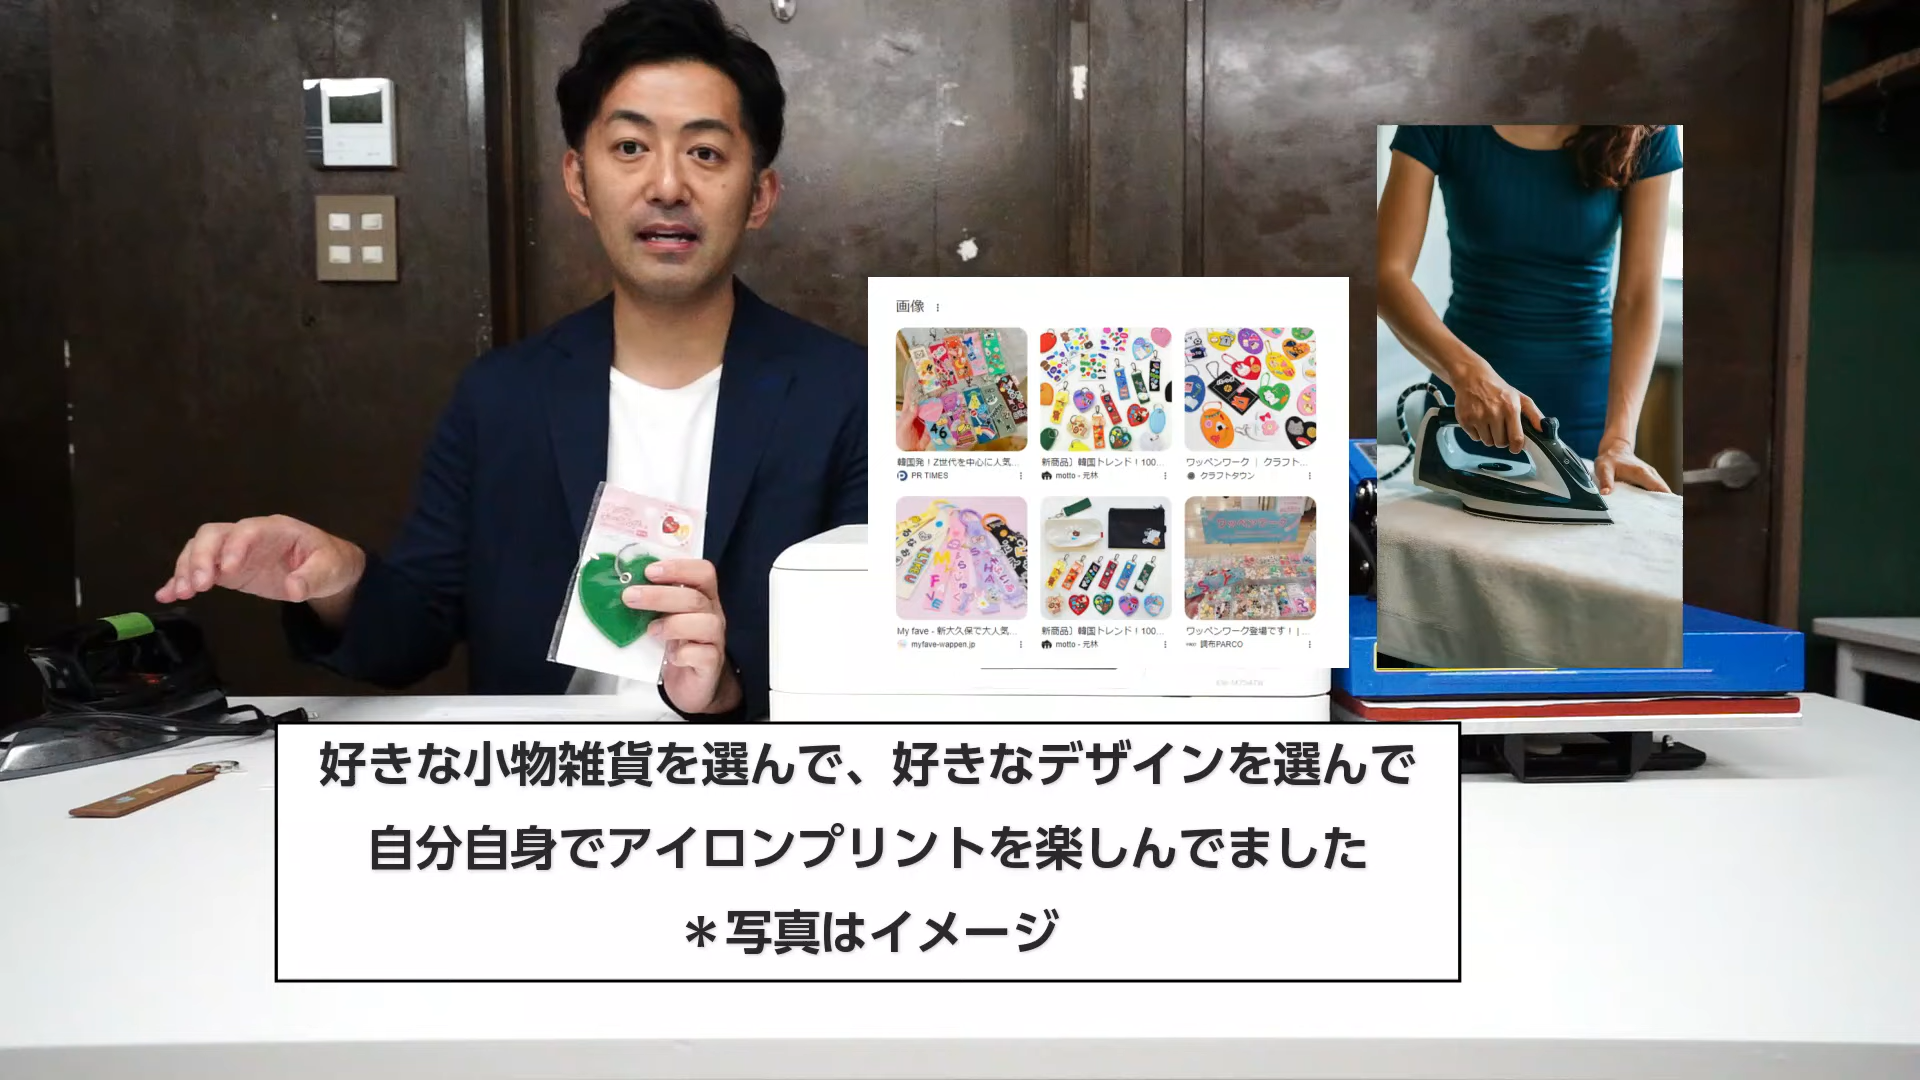 画像
韓国発！Z世代を中心に人気...
PR TIMES
新商品〕韓国トレンド！100...
motto - 元林
ワッペンワーク ｜ クラフト...
クラフトタウン
My fave - 新大久保で大人気...
myfave-wappen.jp
新商品〕韓国トレンド！100...
motto - 元林
ワッペンワーク登場です！ | ...
調布PARCO
好きな小物雑貨を選んで、好きなデザインを選んで
自分自身でアイロンプリントを楽しんでました
＊写真はイメージ